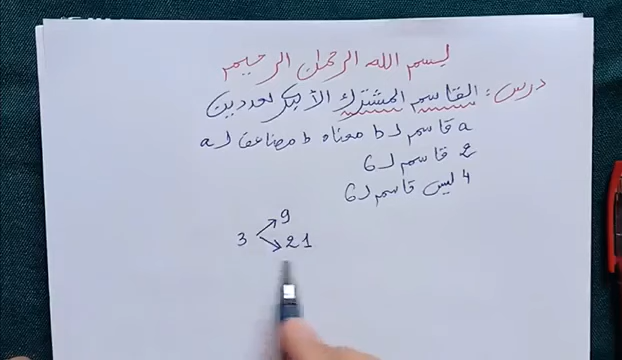 بسم الله الرحمان الرحيم
درس: القاسم المشترك الأكبر لعددين
a قاسم لـ b معناه b مضاعف لـ a
2 قاسم لـ 6
4 ليس قاسم لـ 6
9
3
21